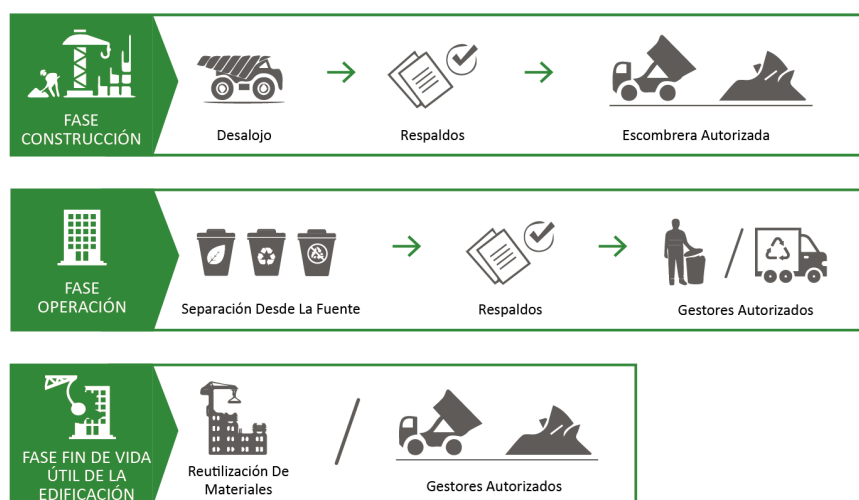 FASE
CONSTRUCCIÓN
Desalojo
Respaldos
Escombrera Autorizada
FASE
OPERACIÓN
Separación Desde La Fuente
Respaldos
Gestores Autorizados
FASE FIN DE VIDA
ÚTIL DE LA
EDIFICACIÓN
Reutilización De
Materiales
Gestores Autorizados